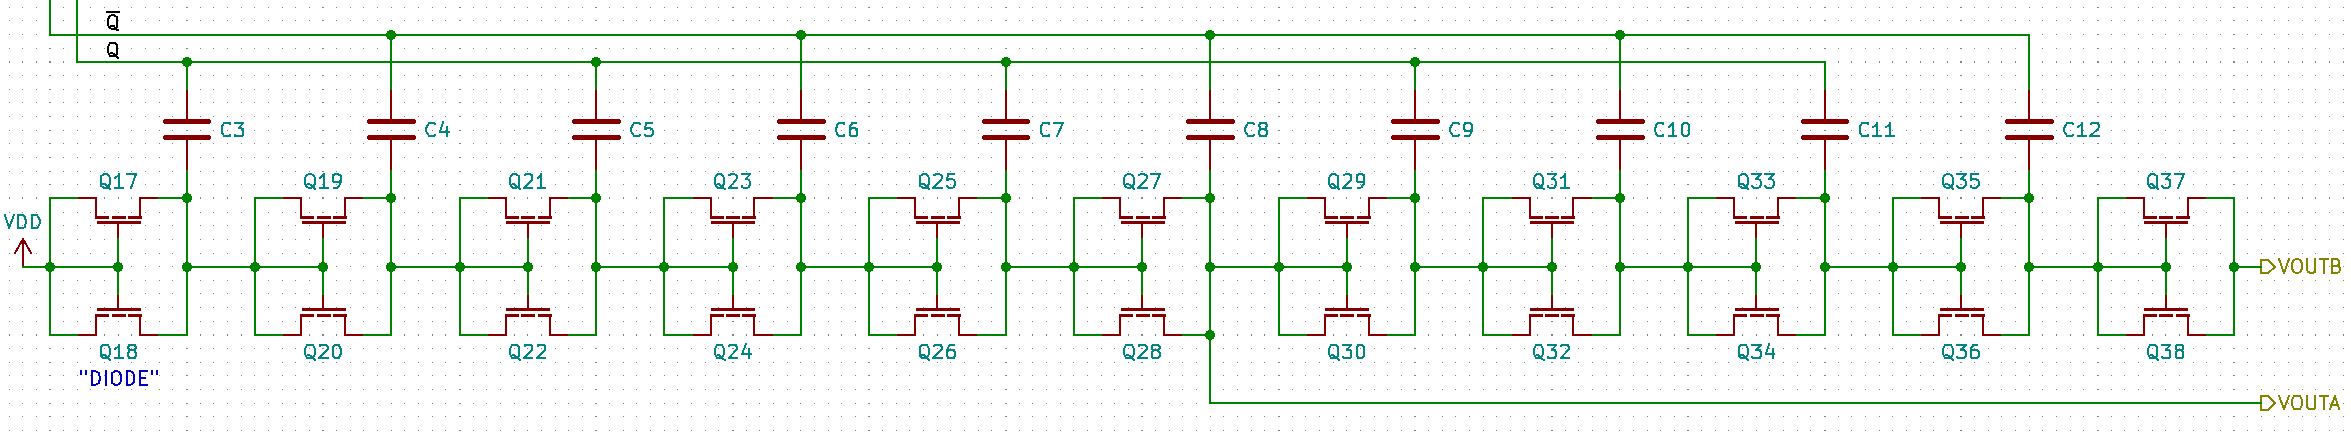 Q̅
Q
C3 C4 C5 C6 C7 C8 C9 C10 C11 C12
Q17 Q19 Q21 Q23 Q25 Q27 Q29 Q31 Q33 Q35 Q37
VDD
VOUTB
Q18 Q20 Q22 Q24 Q26 Q28 Q30 Q32 Q34 Q36 Q38
"DIODE"
VOUTA